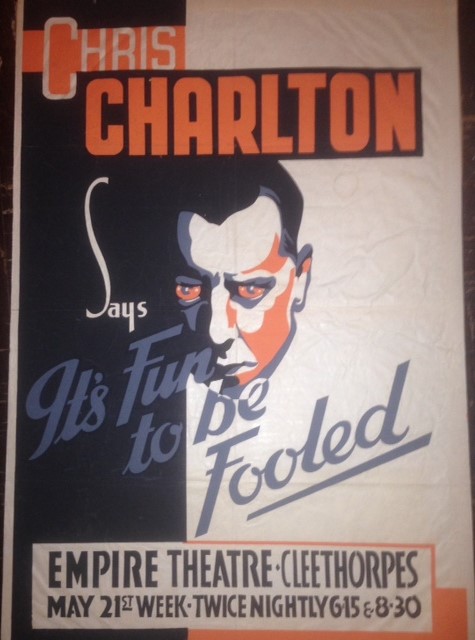 CHRIS
CHARLTON
Says
It's Fun
to be
Fooled
EMPIRE THEATRE·CLEETHORPES
MAY 21ST WEEK·TWICE NIGHTLY 6·15 & 8·30